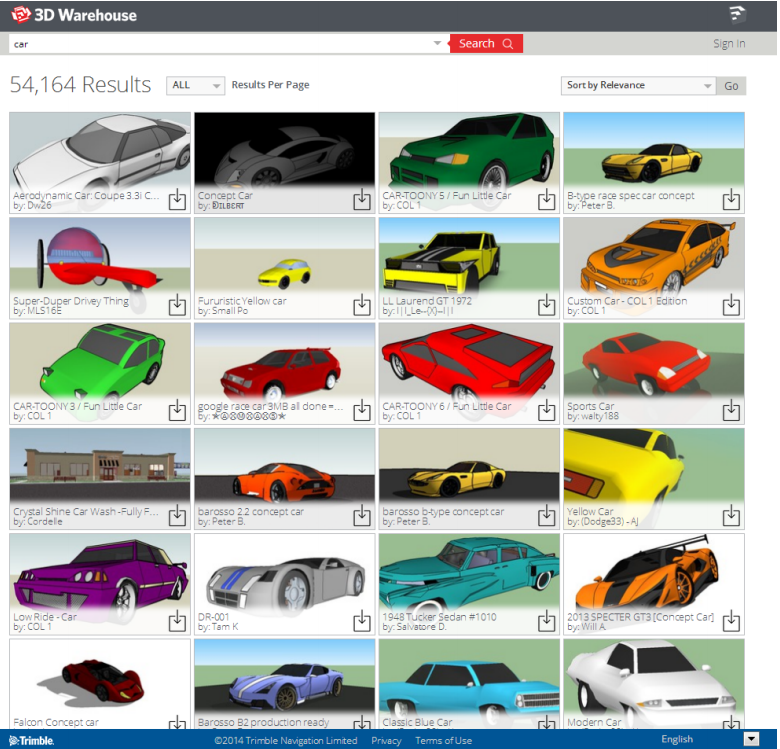 3D Warehouse
car
Search
Sign In
54,164 Results
ALL
Results Per Page
Sort by Relevance
Go
Aerodynamic Car: Coupe 3.3i C...
by: Dw26
Concept Car
by: DILBERT
CAR-TOONY 5 / Fun Little Car
by: COL 1
B-type race spec car concept
by: Peter B.
Super-Duper Drivey Thing
by: MLS16E
Fururistic Yellow car
by: Small Po
LL Laurend GT 1972
Custom Car - COL 1 Edition
by: COL 1
CAR-TOONY 3 / Fun Little Car
by: COL 1
google race car 3MB all done =...
CAR-TOONY 6 / Fun Little Car
by: COL 1
Sports Car
by: walty188
Crystal Shine Car Wash -Fully F...
by: Cordelle
barosso 2.2 concept car
by: Peter B.
barosso b-type concept car
by: Peter B.
Yellow Car
by: (Dodge33) - AJ
Low Ride - Car
by: COL 1
DR-001
by: Tam K
1948 Tucker Sedan #1010
by: Salvatore D.
2013 SPECTER GT3 [Concept Car]
by: Will A.
Falcon Concept car
Barosso B2 production ready
Classic Blue Car
Modern Car
Trimble.
©2014 Trimble Navigation Limited
Privacy
Terms of Use
English